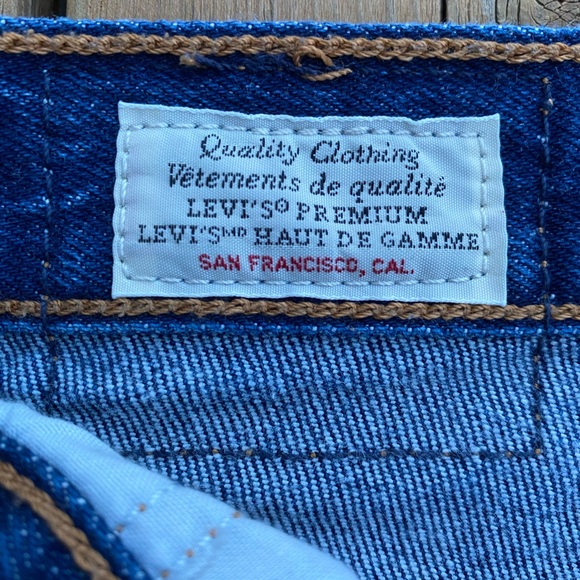 Quality Clothing
Vêtements de qualité
LEVI'S® PREMIUM
LEVI'Sᴹᴰ HAUT DE GAMME
SAN FRANCISCO, CAL.